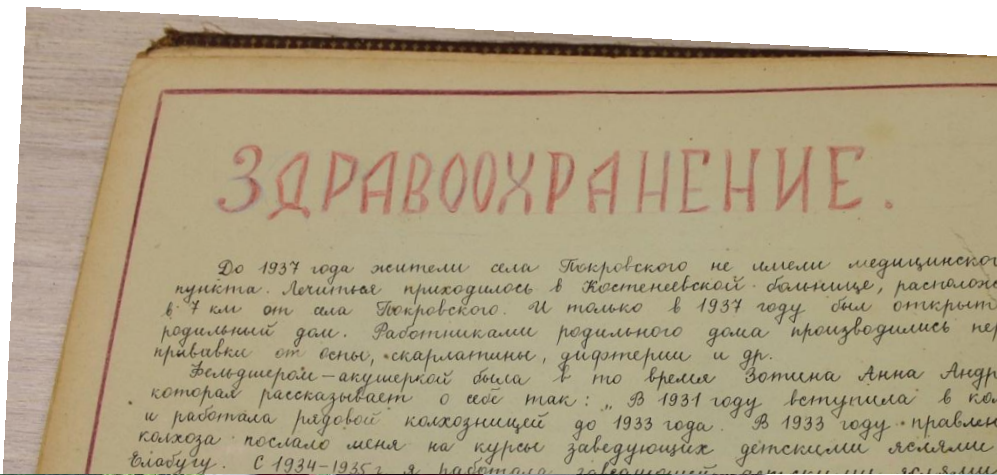 ЗДРАВООХРАНЕНИЕ.
До 1937 года жители села Покровского не имели медицинског
пункта. Лечиться приходилось в Костенеевской больнице, располож
в 7 км от села Покровского. И только в 1937 году был открыт
родильный дом. Работниками родильного дома производились пер
прививки от оспы, скарлатины, дифтерии и др.
Фельдшером-акушеркой была в то время Зотина Анна Андр
которая рассказывает о себе так: „В 1931 году вступила в кол
и работала рядовой колхозницей до 1933 года. В 1933 году правлен
колхоза послало меня на курсы заведующих детскими яслями
Елабугу. С 1934-1935г я работала